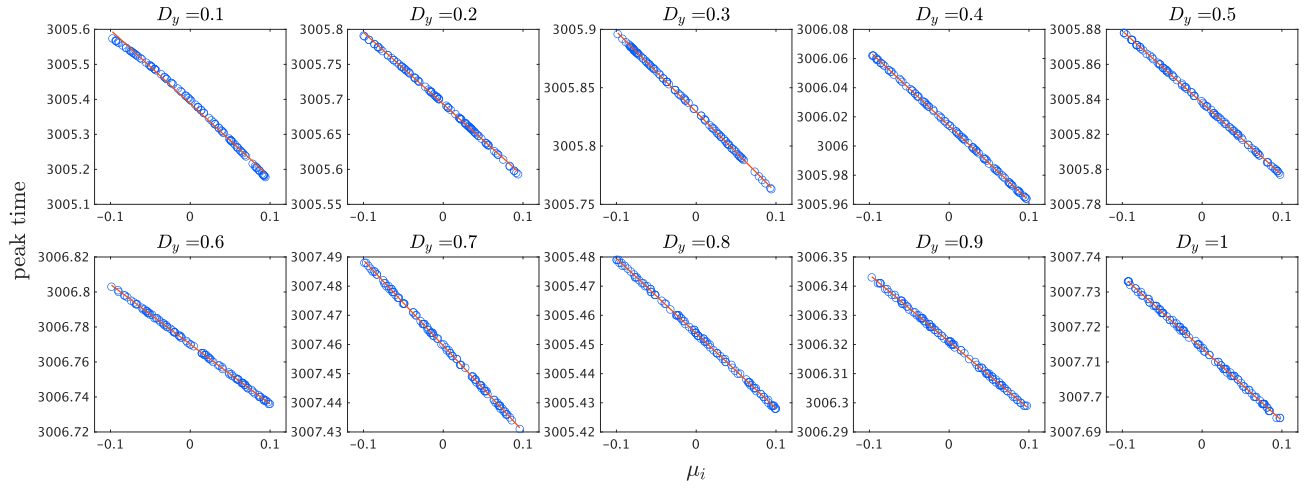 D_y =0.1 D_y =0.2 D_y =0.3 D_y =0.4 D_y =0.5
3005.6 3005.8 3005.9 3006.08 3005.88
3005.5 3005.75 3005.85 3006.06 3005.86
3005.4 3005.7 3005.8 3006.04 3005.84
3005.3 3005.65 3005.75 3006.02 3005.82
3005.2 3005.6 3006 3005.8
3005.1 3005.55 3005.98 3005.78
3005.96
-0.1 0 0.1 -0.1 0 0.1 -0.1 0 0.1 -0.1 0 0.1 -0.1 0 0.1
peak time
D_y =0.6 D_y =0.7 D_y =0.8 D_y =0.9 D_y =1
3006.82 3007.49 3005.48 3006.35 3007.74
3006.8 3007.48 3005.47 3006.34 3007.73
3006.78 3007.47 3005.46 3006.33 3007.72
3006.76 3007.46 3005.45 3006.32 3007.71
3006.74 3007.45 3005.44 3006.31 3007.7
3006.72 3007.44 3005.43 3006.3 3007.69
3007.43 3005.42 3006.29
-0.1 0 0.1 -0.1 0 0.1 -0.1 0 0.1 -0.1 0 0.1 -0.1 0 0.1
μ_i